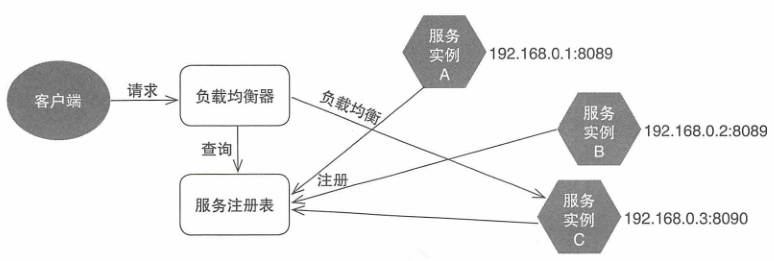 服务
实例
A
192.168.0.1:8089
客户端
请求
负载均衡器
负载均衡
服务
实例
B
192.168.0.2:8089
查询
注册
服务注册表
服务
实例
C
192.168.0.3:8090